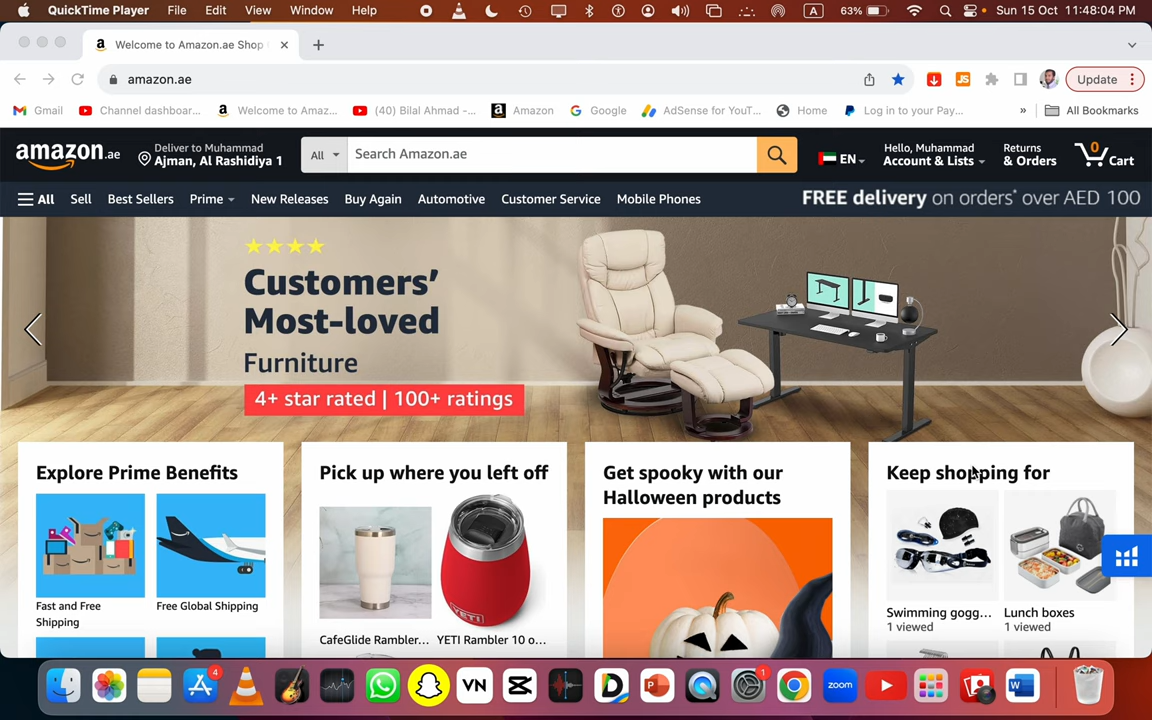 QuickTime Player File Edit View Window Help A 63% Sun 15 Oct 11:48:04 PM
a Welcome to Amazon.ae Shop
amazon.ae Update
Gmail Channel dashboar... Welcome to Amaz... (40) Bilal Ahmad -... Amazon Google AdSense for YouT... Home Log in to your Pay... » All Bookmarks
amazon.ae
Deliver to Muhammad
Ajman, Al Rashidiya 1
All Search Amazon.ae
EN
Hello, Muhammad
Account & Lists
Returns
& Orders
0
Cart
All Sell Best Sellers Prime New Releases Buy Again Automotive Customer Service Mobile Phones FREE delivery on orders* over AED 100
Customers’
Most-loved
Furniture
4+ star rated | 100+ ratings
Explore Prime Benefits
Fast and Free
Shipping
Free Global Shipping
Pick up where you left off
YETI
CafeGlide Rambler...
YETI Rambler 10 o...
Get spooky with our
Halloween products
Keep shopping for
Swimming gogg...
1 viewed
Lunch boxes
1 viewed
4
VN
1
zoom
W